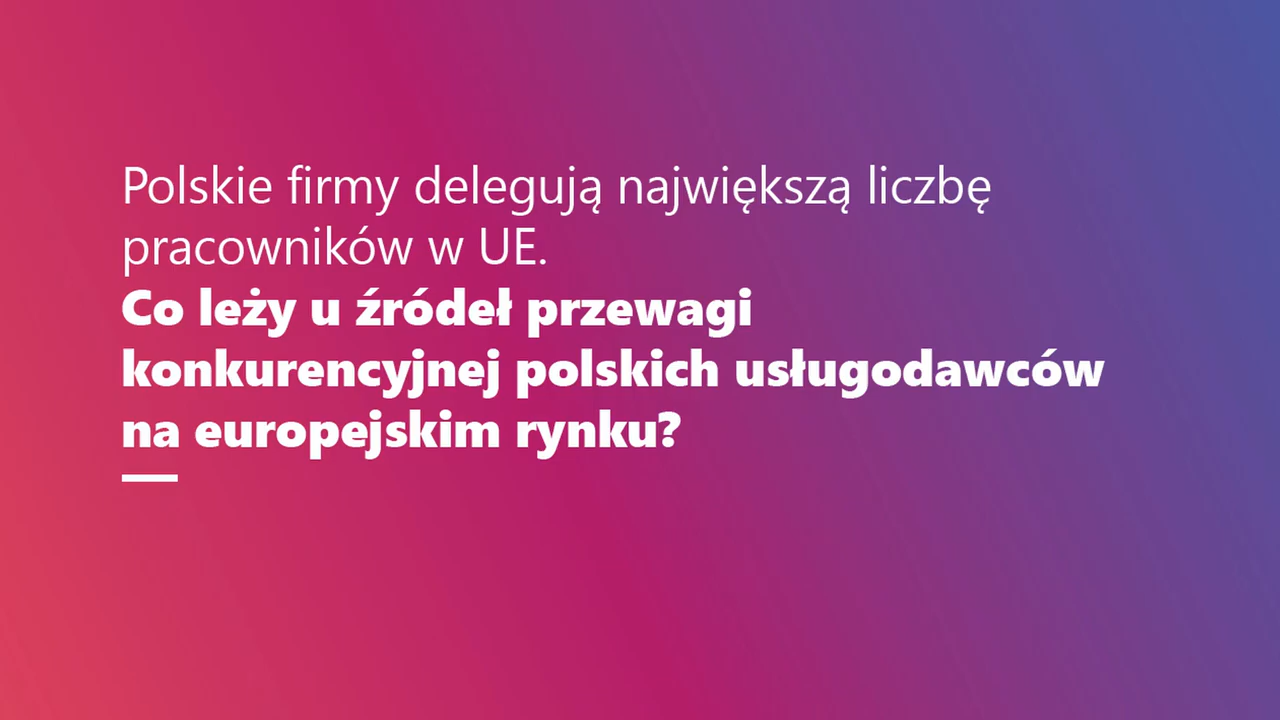 Polskie firmy delegują największą liczbę
pracowników w UE.
Co leży u źródeł przewagi
konkurencyjnej polskich usługodawców
na europejskim rynku?